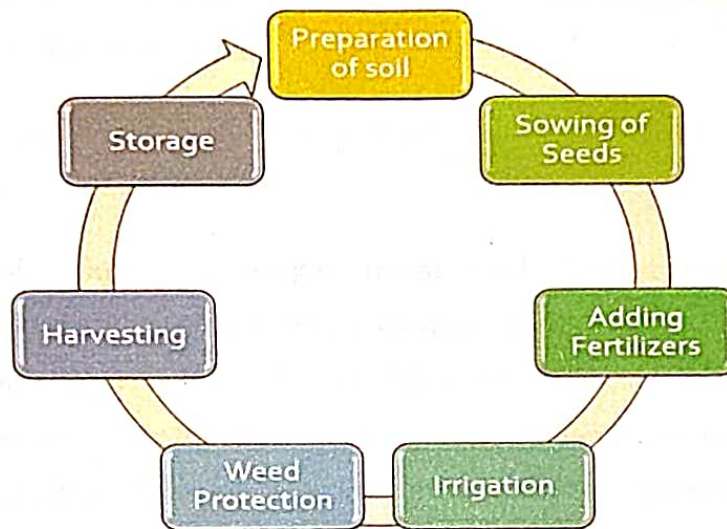 Preparation
of soil
Sowing of
Seeds
Adding
Fertilizers
Irrigation
Weed
Protection
Harvesting
Storage